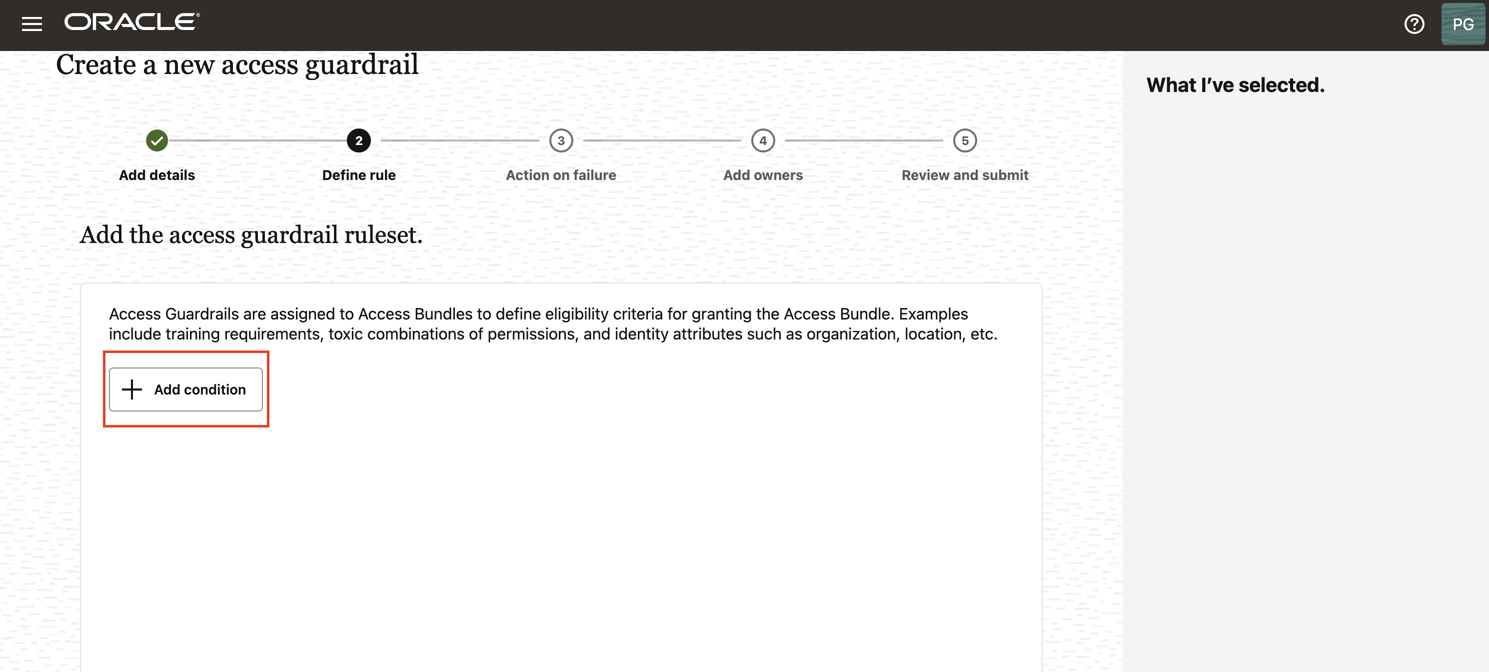 ORACLE®
PG
Create a new access guardrail
What I've selected.
2
3
4
5
Add details
Define rule
Action on failure
Add owners
Review and submit
Add the access guardrail ruleset.
Access Guardrails are assigned to Access Bundles to define eligibility criteria for granting the Access Bundle. Examples
include training requirements, toxic combinations of permissions, and identity attributes such as organization, location, etc.
Add condition